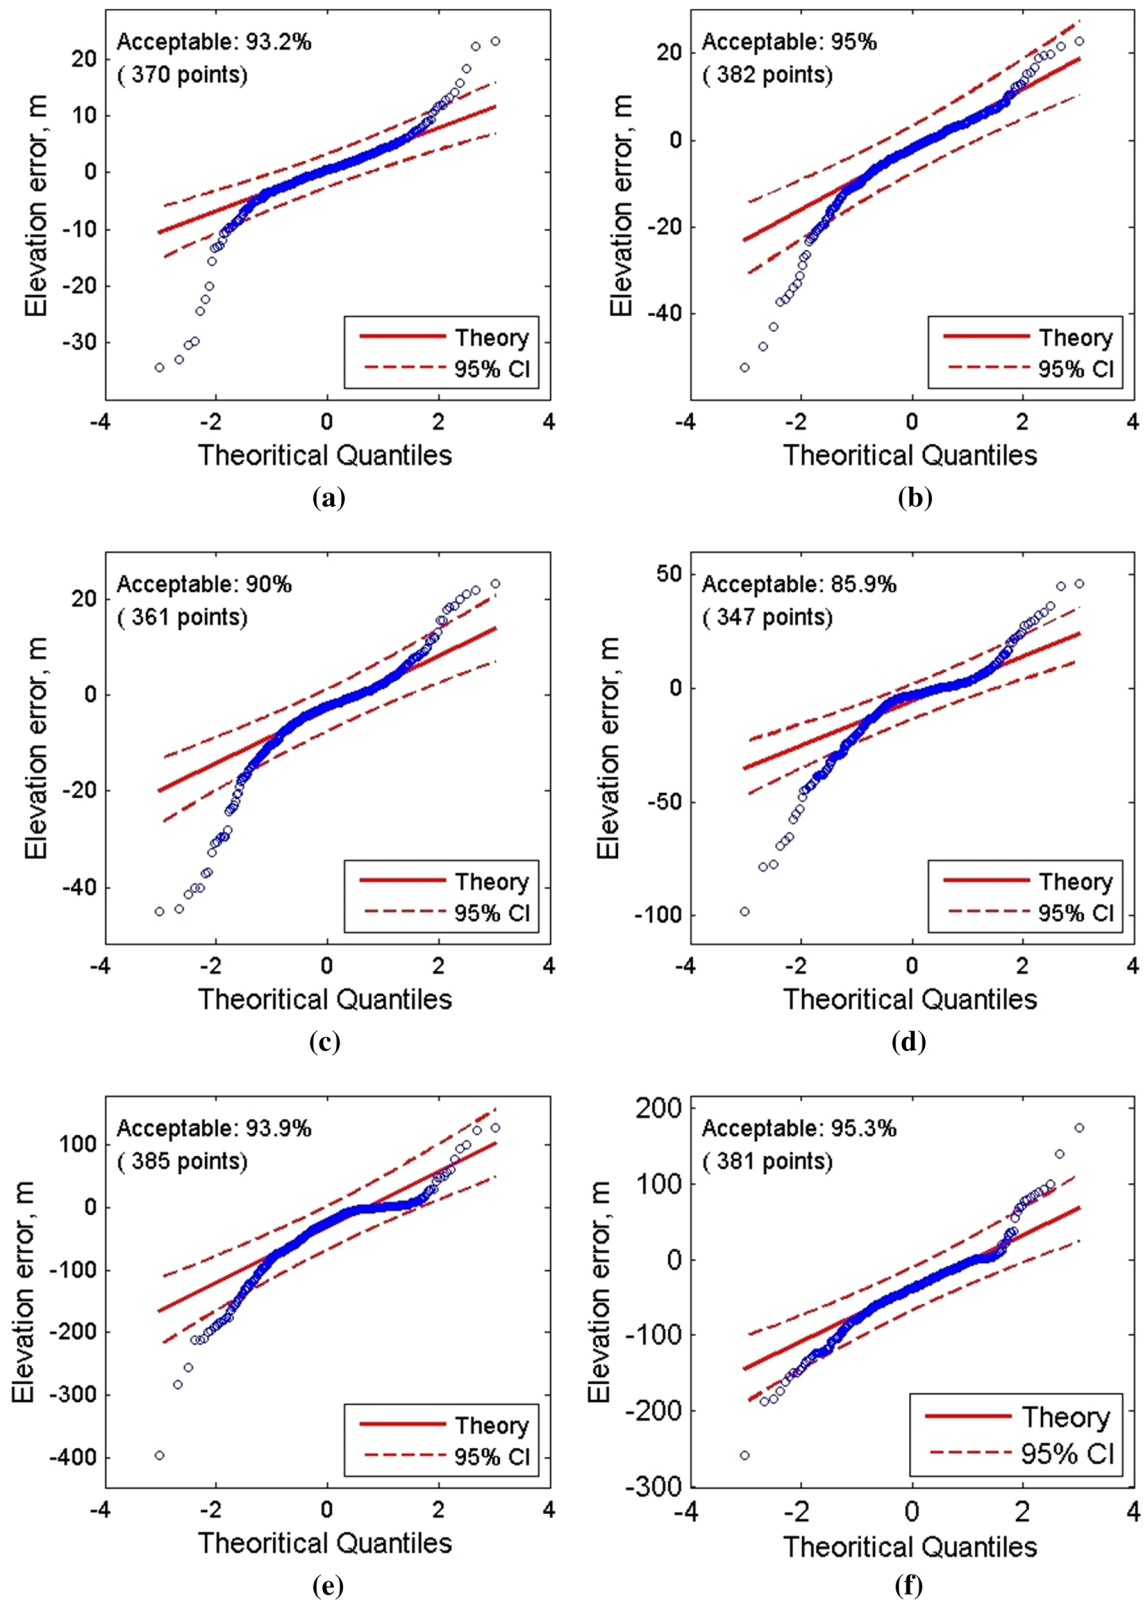 Acceptable: 93.2%
( 370 points)
Elevation error, m
20
10
0
-10
-20
-30
Theory
95% CI
-4 -2 0 2 4
Theoritical Quantiles
(a)
Acceptable: 95%
( 382 points)
Elevation error, m
20
0
-20
-40
Theory
95% CI
-4 -2 0 2 4
Theoritical Quantiles
(b)
Acceptable: 90%
( 361 points)
Elevation error, m
20
0
-20
-40
Theory
95% CI
-4 -2 0 2 4
Theoritical Quantiles
(c)
Acceptable: 85.9%
( 347 points)
Elevation error, m
50
0
-50
-100
Theory
95% CI
-4 -2 0 2 4
Theoritical Quantiles
(d)
Acceptable: 93.9%
( 385 points)
Elevation error, m
100
0
-100
-200
-300
-400
Theory
95% CI
-4 -2 0 2 4
Theoritical Quantiles
(e)
Acceptable: 95.3%
( 381 points)
Elevation error, m
200
100
0
-100
-200
-300
Theory
95% CI
-4 -2 0 2 4
Theoritical Quantiles
(f)